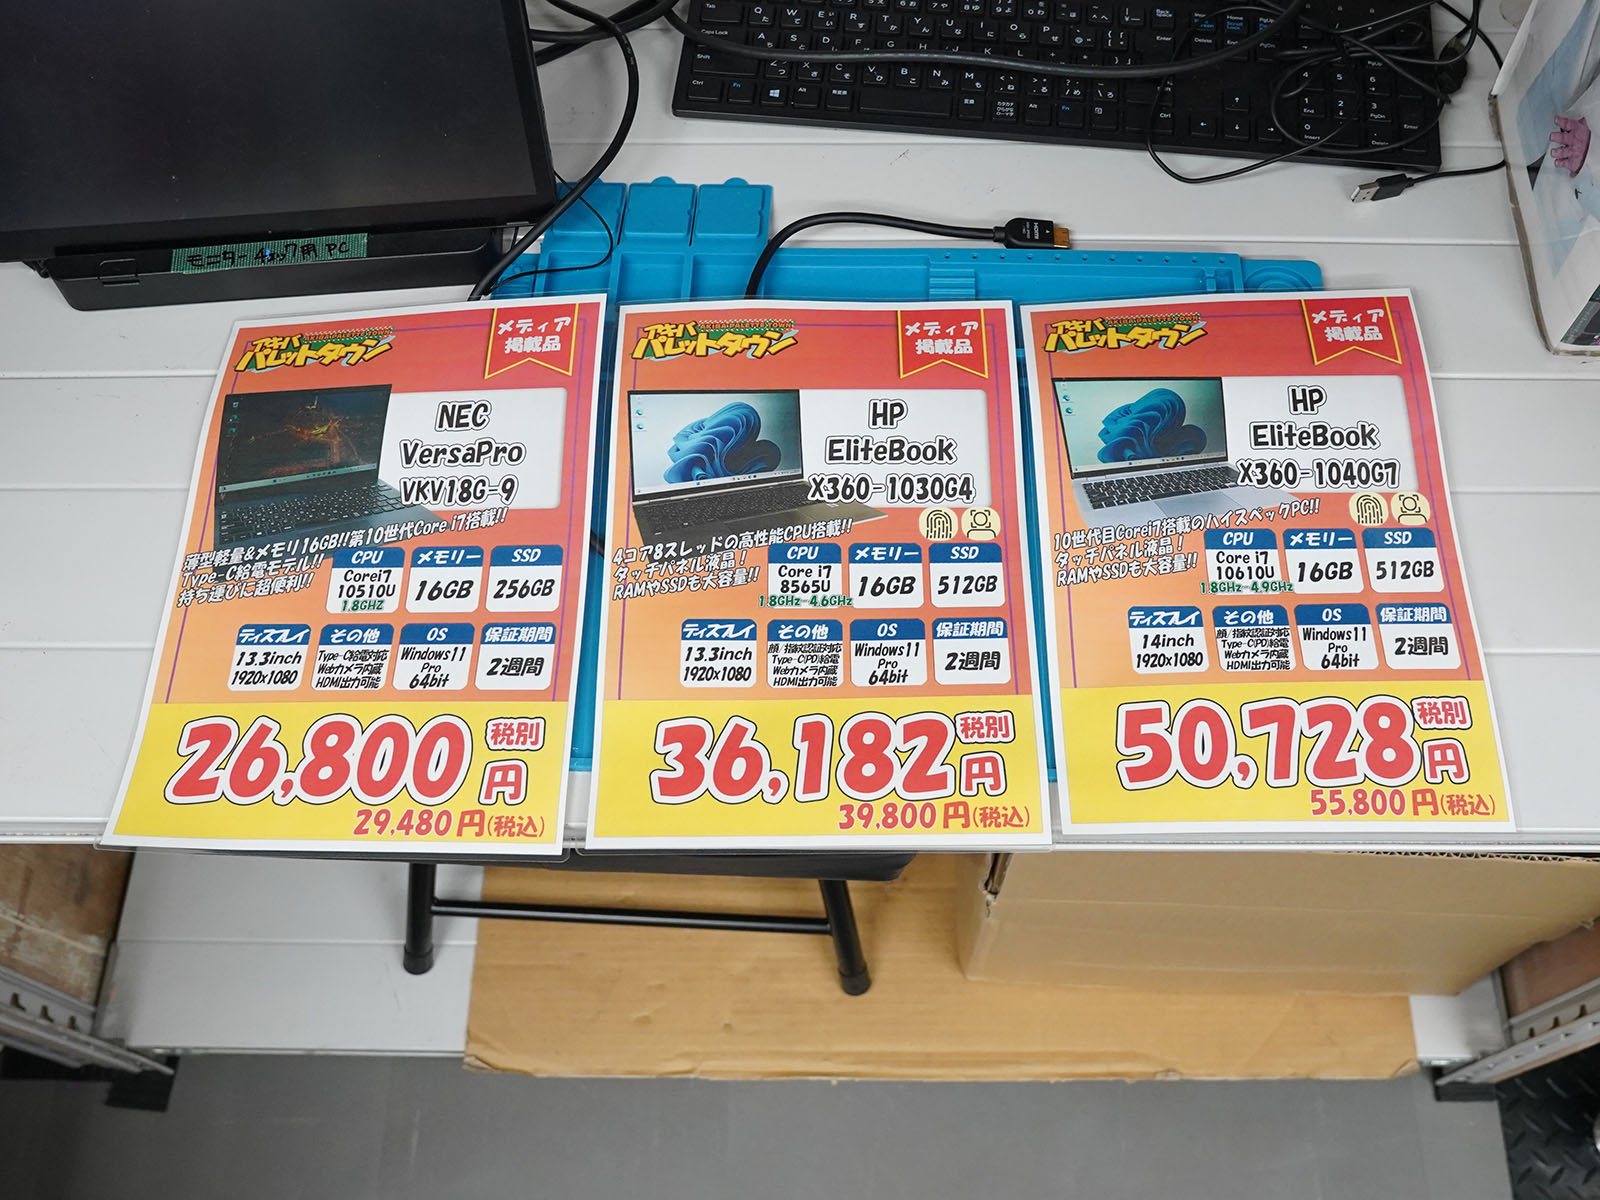 モニターチェック用PC
HDMI
アキバ
AKIBA PALETTE TOWN
パレットタウン
メディア
掲載品
NEC
VersaPro
VKV18G-9
薄型軽量&メモリ16GB!!第10世代Core i7搭載!!
Type-C給電モデル!!
持ち運びに超便利!!
CPU
Corei7
10510U
1.8GHZ
メモリー
16GB
SSD
256GB
ディスプレイ
13.3inch
1920x1080
その他
Type-C給電対応
Webカメラ内蔵
HDMI出力可能
OS
Windows11
Pro
64bit
保証期間
2週間
26,800円
税別
29,480円(税込)
アキバ
AKIBA PALETTE TOWN
パレットタウン
メディア
掲載品
HP
EliteBook
X360-1030G4
4コア8スレッドの高性能CPU搭載!!
タッチパネル液晶!
RAMやSSDも大容量!!
CPU
Core i7
8565U
1.8GHz-4.6GHz
メモリー
16GB
SSD
512GB
ディスプレイ
13.3inch
1920x1080
その他
顔/指紋認証対応
Type-C(PD)給電
Webカメラ内蔵
HDMI出力可能
OS
Windows11
Pro
64bit
保証期間
2週間
36,182円
税別
39,800円(税込)
アキバ
AKIBA PALETTE TOWN
パレットタウン
メディア
掲載品
HP
EliteBook
X360-1040G7
10世代目Corei7搭載のハイスペックPC!!
タッチパネル液晶!
RAMやSSDも大容量!!
CPU
Core i7
10610U
1.8GHz-4.9GHz
メモリー
16GB
SSD
512GB
ディスプレイ
14inch
1920x1080
その他
顔/指紋認証対応
Type-C(PD)給電
Webカメラ内蔵
HDMI出力可能
OS
Windows11
Pro
64bit
保証期間
2週間
50,728円
税別
55,800円(税込)